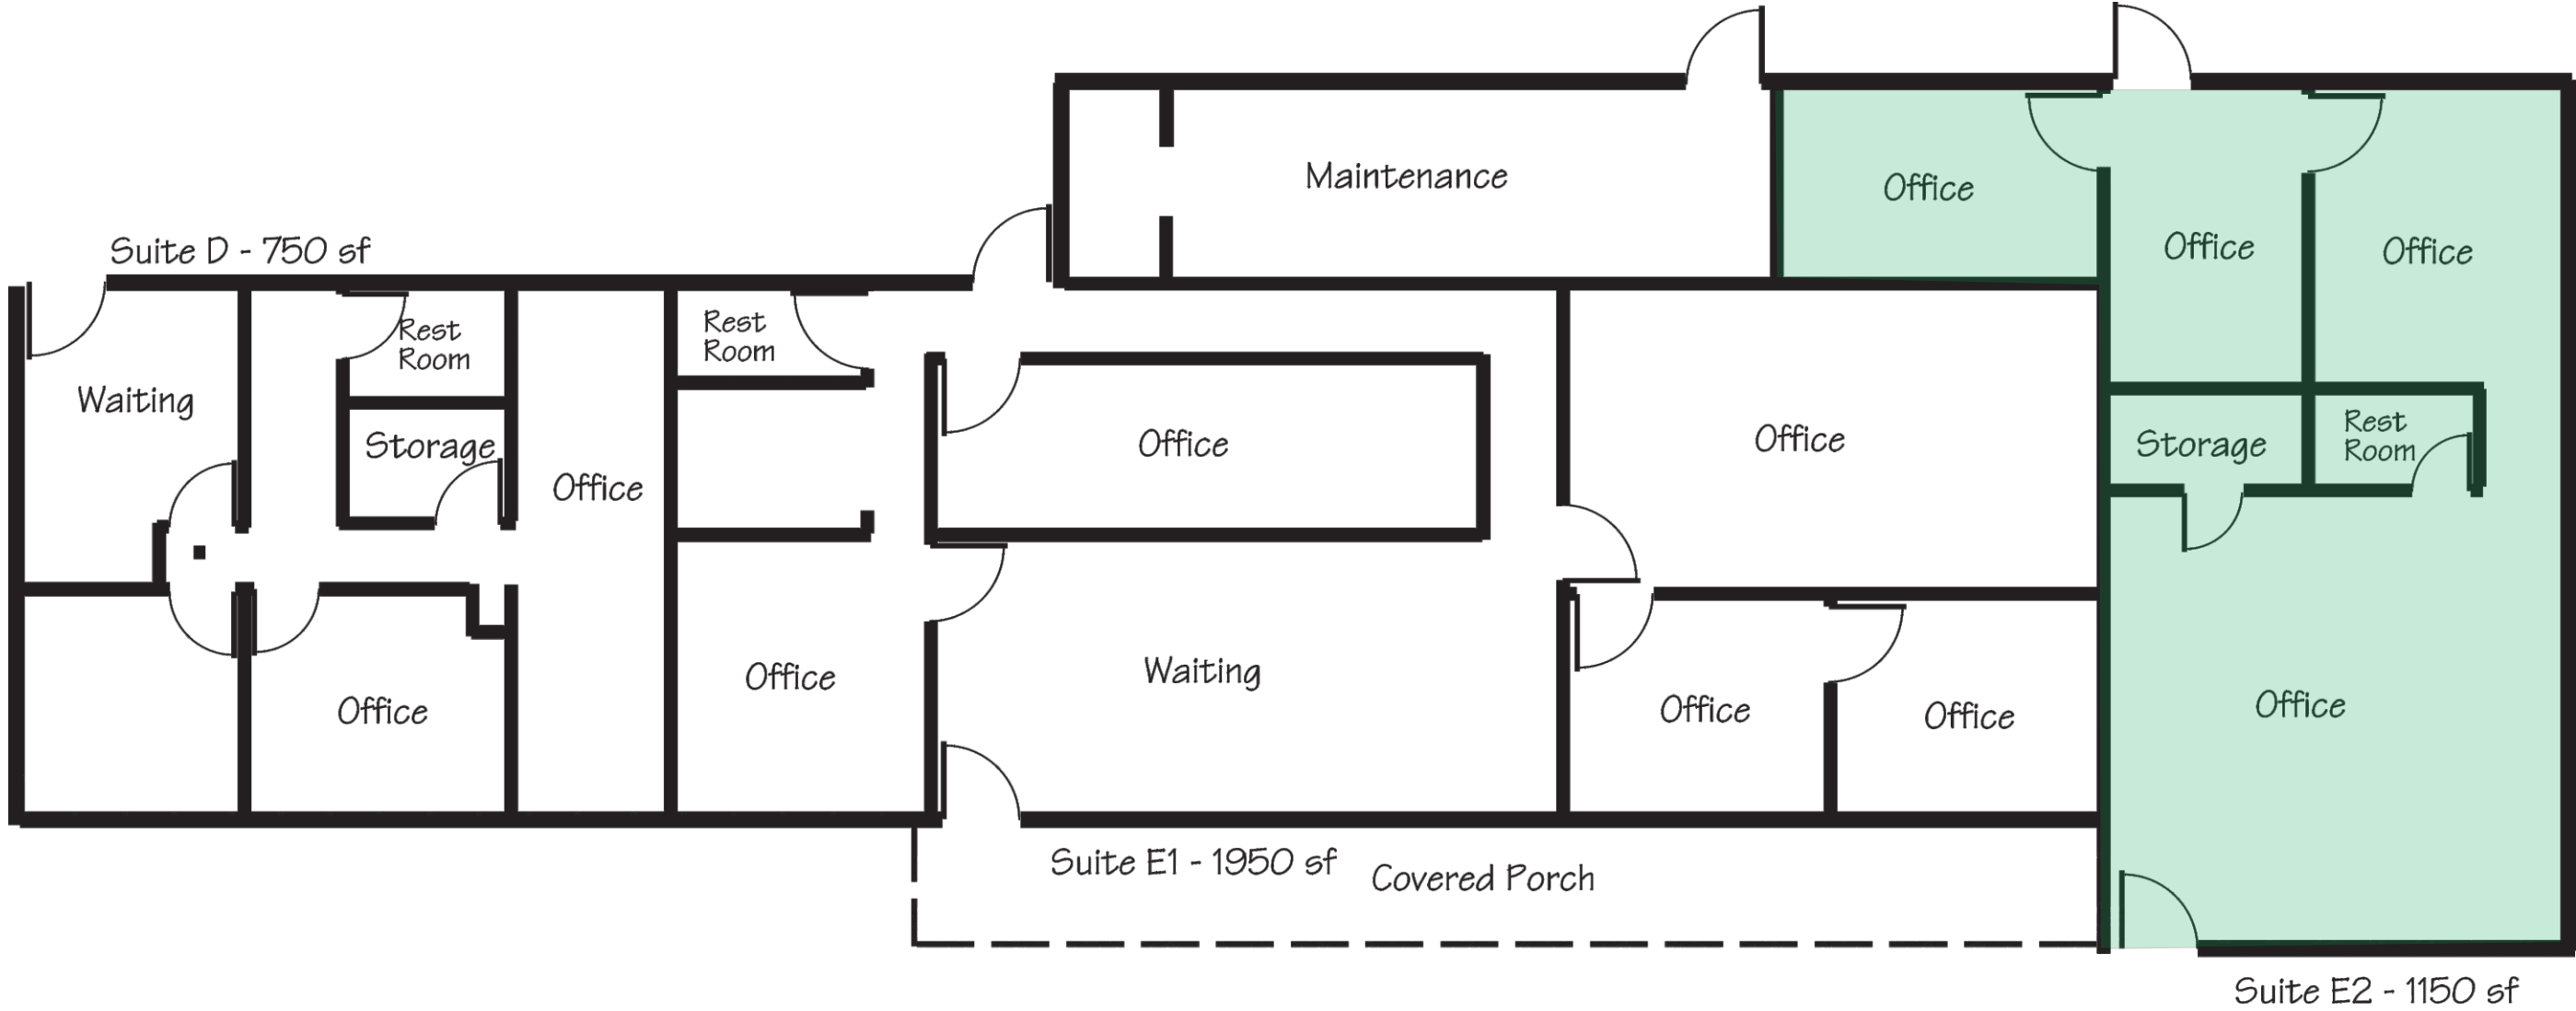 Maintenance
Office
Office
Office
Suite D - 750 sf
Rest
Room
Rest
Room
Waiting
Storage
Office
Office
Office
Storage
Rest
Room
Office
Office
Waiting
Office
Office
Office
Suite E1 - 1950 sf
Covered Porch
Suite E2 - 1150 sf